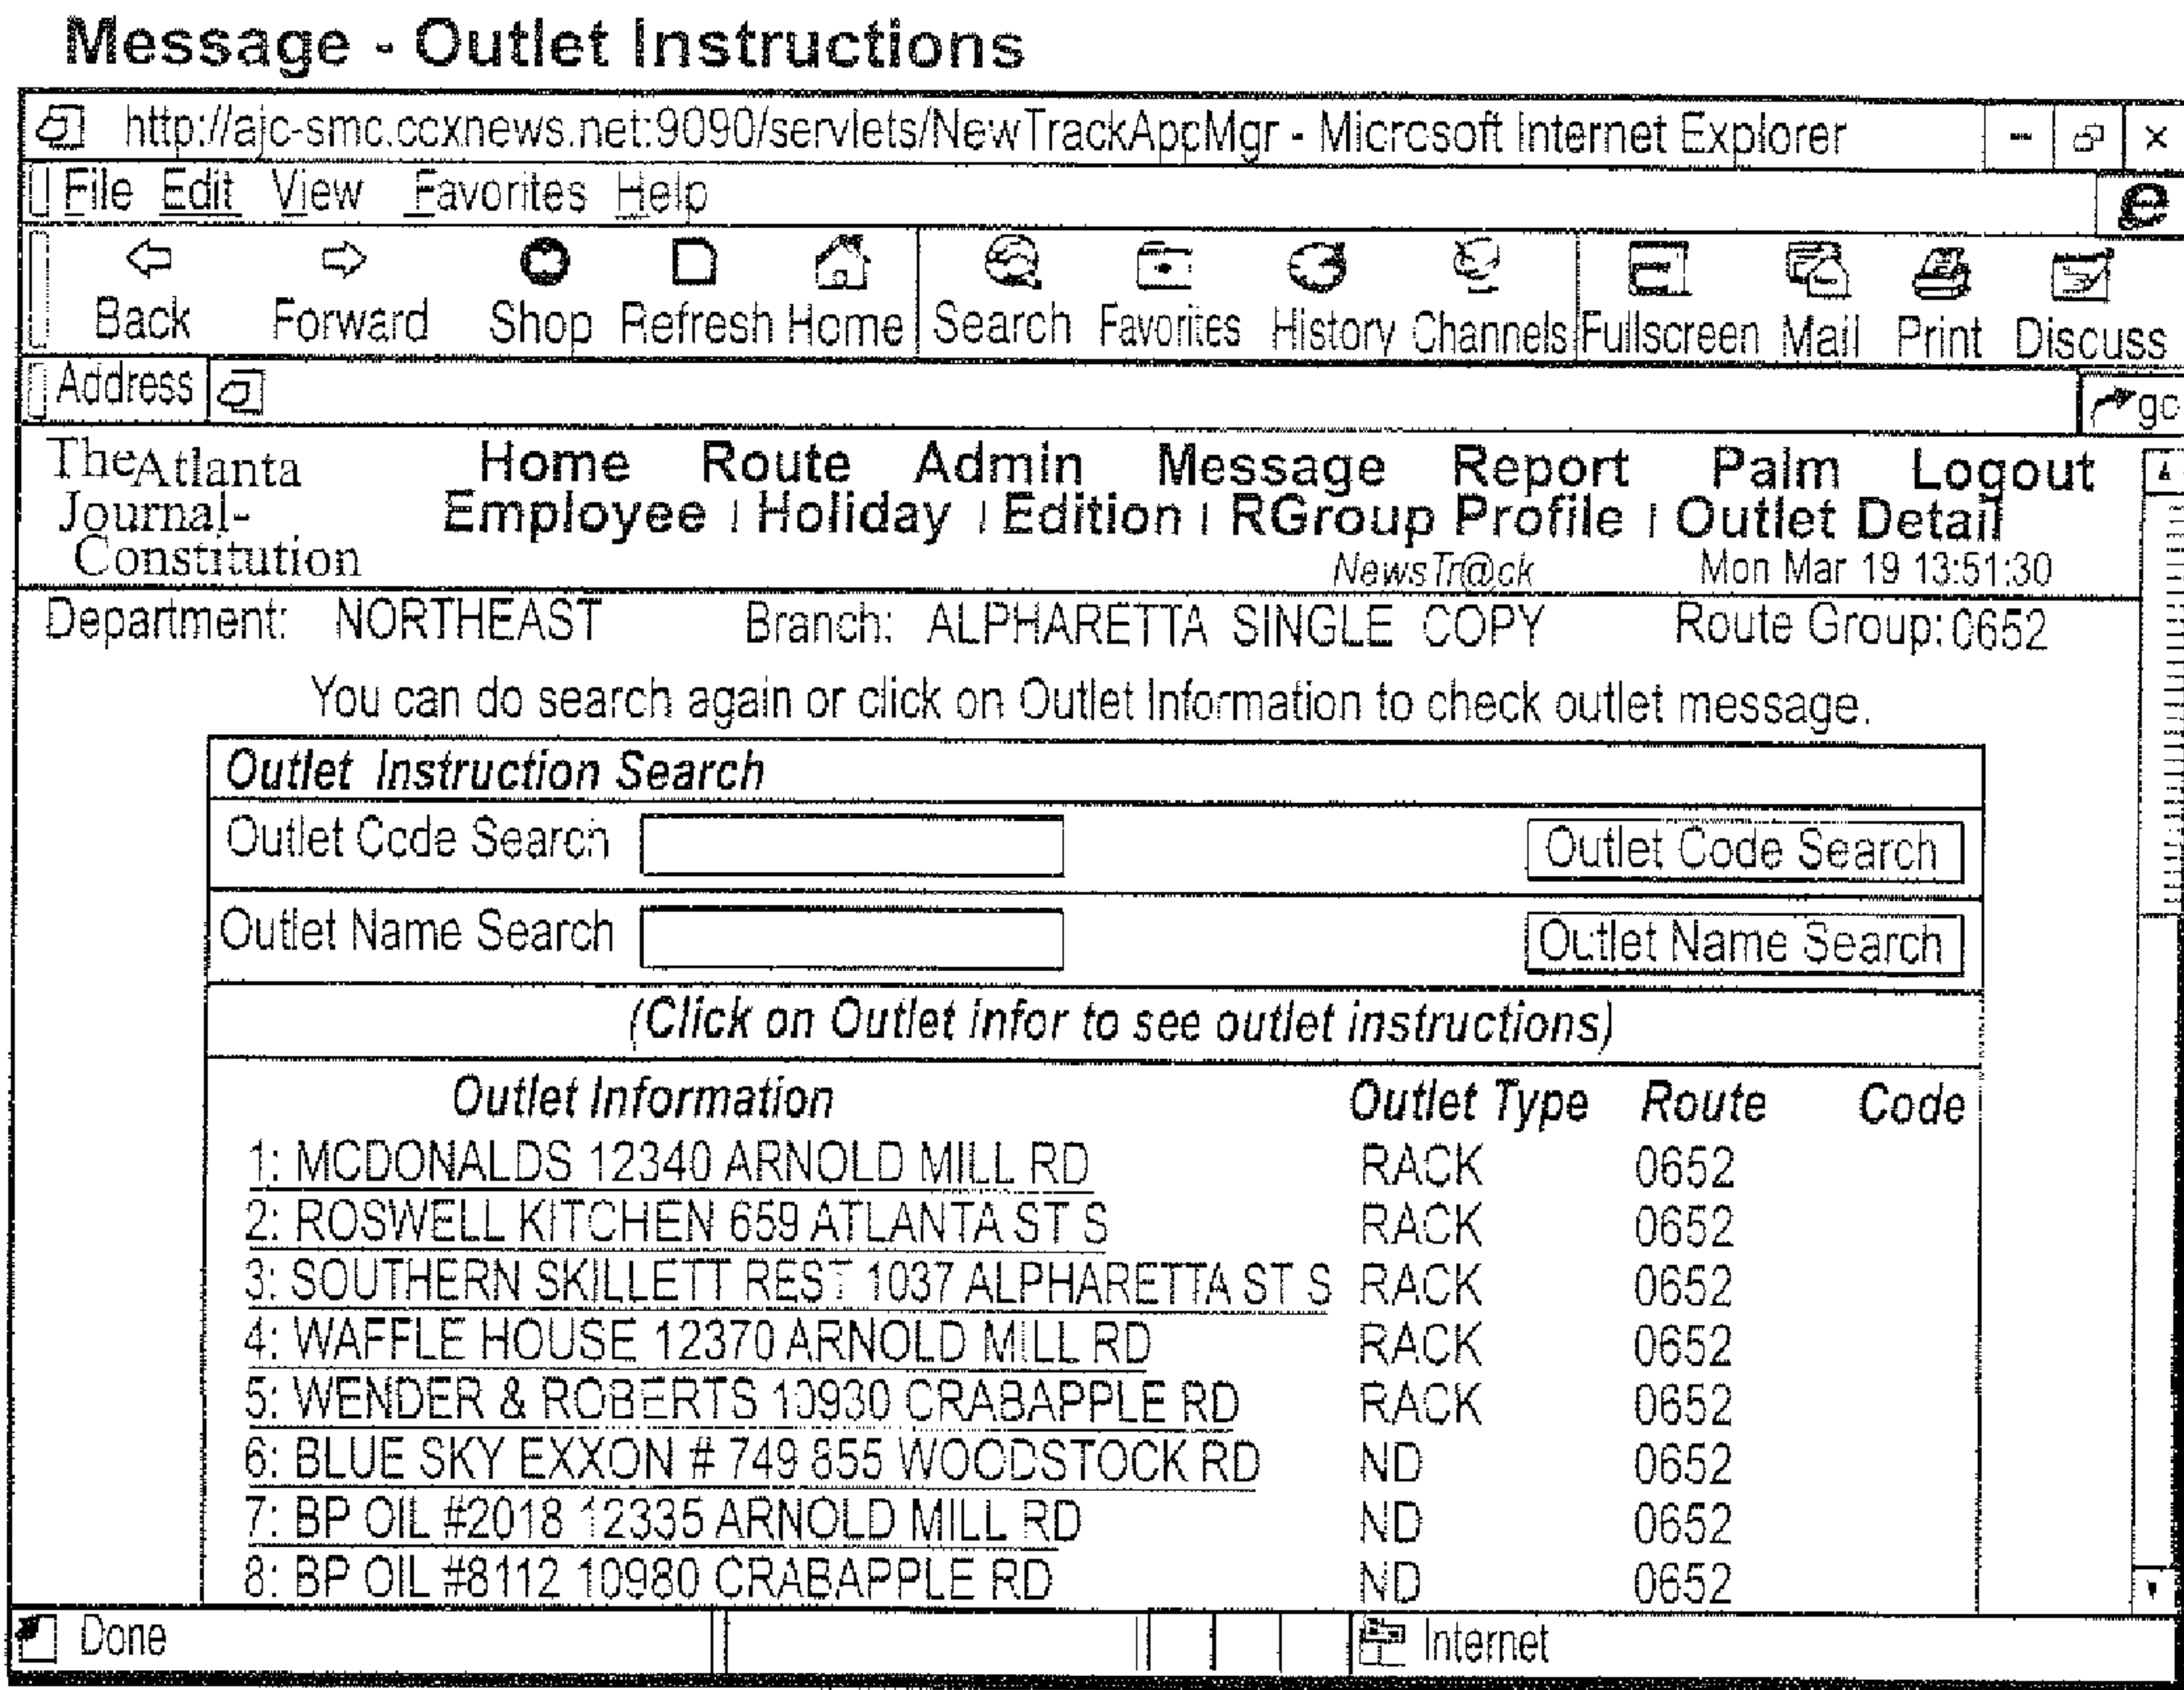 Message - Outlet Instructions
http://ajc-smc.ccxnews.net:9090/servlets/NewTrackAppMgr - Microsoft Internet Explorer
File Edit View Favorites Help
Back Forward Shop Refresh Home Search Favorites History Channels Fullscreen Mail Print Discuss
Address go
The Atlanta Journal-Constitution
Home Route Admin Message Report Palm Logout
Employee | Holiday | Edition | RGroup Profile | Outlet Detail
NewsTr@ck Mon Mar 19 13:51:30
Department: NORTHEAST Branch: ALPHARETTA SINGLE COPY Route Group: 0652
You can do search again or click on Outlet Information to check outlet message.
Outlet Instruction Search
Outlet Code Search Outlet Code Search
Outlet Name Search Outlet Name Search
(Click on Outlet infor to see outlet instructions)
Outlet Information Outlet Type Route Code
1: MCDONALDS 12340 ARNOLD MILL RD RACK 0652
2: ROSWELL KITCHEN 659 ATLANTA ST S RACK 0652
3: SOUTHERN SKILLETT REST 1037 ALPHARETTA ST S RACK 0652
4: WAFFLE HOUSE 12370 ARNOLD MILL RD RACK 0652
5: WENDER & ROBERTS 10930 CRABAPPLE RD RACK 0652
6: BLUE SKY EXXON # 749 855 WOODSTOCK RD ND 0652
7: BP OIL #2018 12335 ARNOLD MILL RD ND 0652
8: BP OIL #8112 10980 CRABAPPLE RD ND 0652
Done Internet